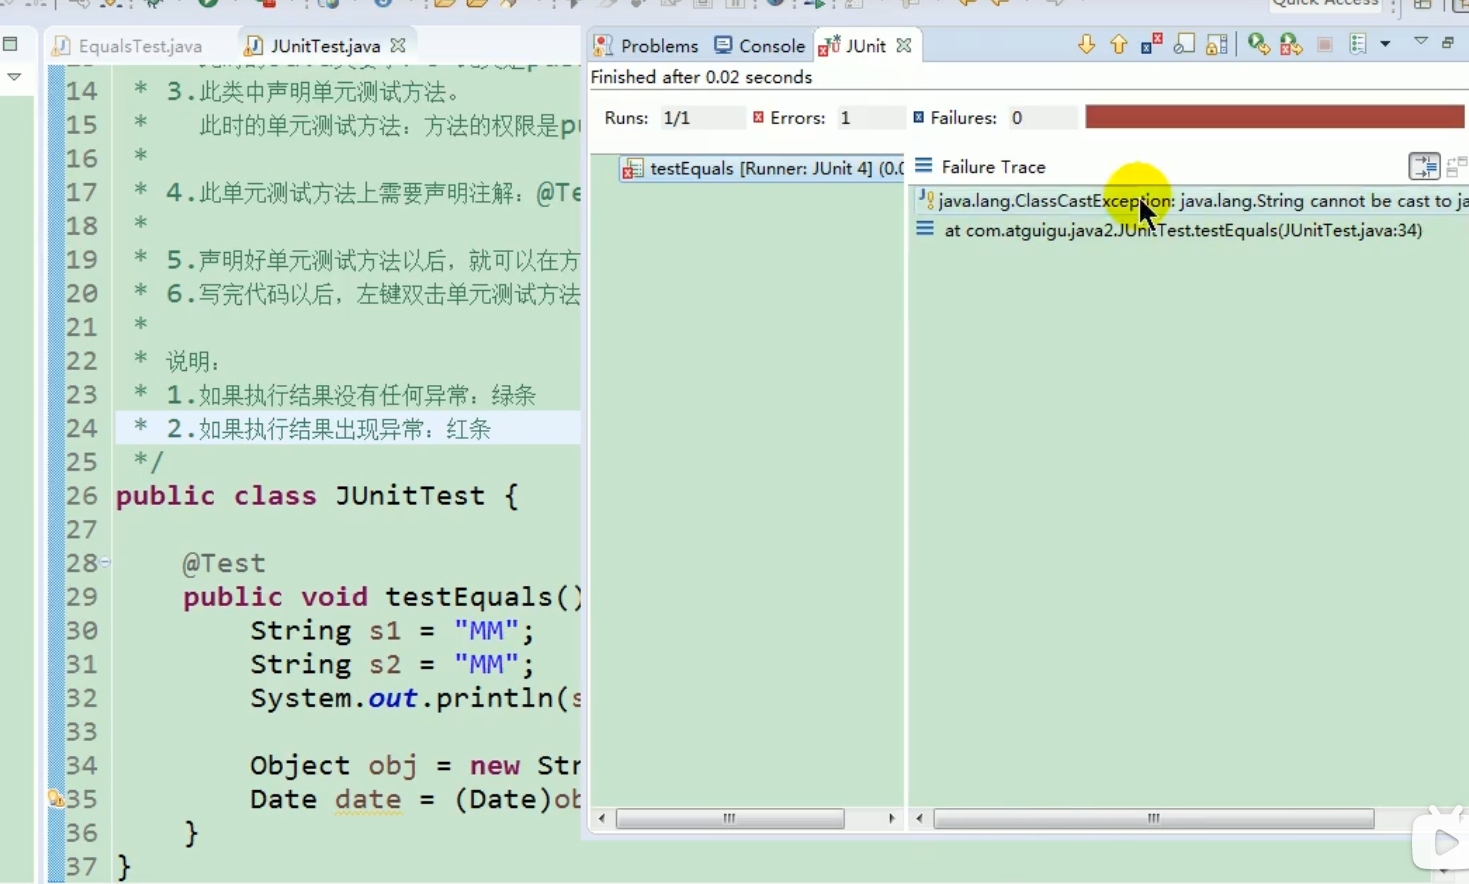 Quick Access
EqualsTest.java
JUnitTest.java
14 * 3.此类中声明单元测试方法。
15 * 此时的单元测试方法：方法的权限是pu
16 *
17 * 4.此单元测试方法上需要声明注解：@Te
18 *
19 * 5.声明好单元测试方法以后，就可以在方
20 * 6.写完代码以后，左键双击单元测试方法
21 *
22 * 说明：
23 * 1.如果执行结果没有任何异常：绿条
24 * 2.如果执行结果出现异常：红条
25 */
26 public class JUnitTest {
27
28 @Test
29 public void testEquals()
30 String s1 = "MM";
31 String s2 = "MM";
32 System.out.println(s
33
34 Object obj = new Str
35 Date date = (Date)ob
36 }
37 }
Problems
Console
JUnit
Finished after 0.02 seconds
Runs: 1/1
Errors: 1
Failures: 0
testEquals [Runner: JUnit 4] (0.0
Failure Trace
java.lang.ClassCastException: java.lang.String cannot be cast to ja
at com.atguigu.java2.JUnitTest.testEquals(JUnitTest.java:34)